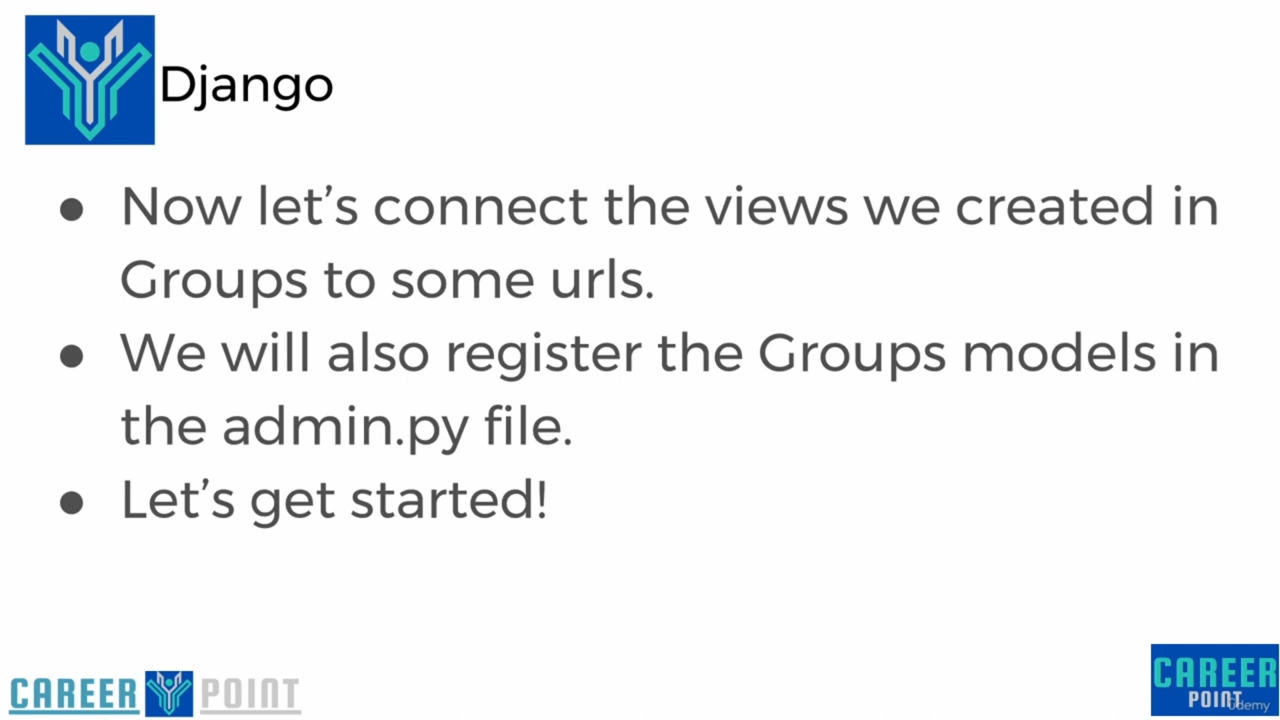 Django
● Now let’s connect the views we created in
Groups to some urls.
● We will also register the Groups models in
the admin.py file.
● Let’s get started!
CAREER POINT
CAREER
POINT
ûdemy